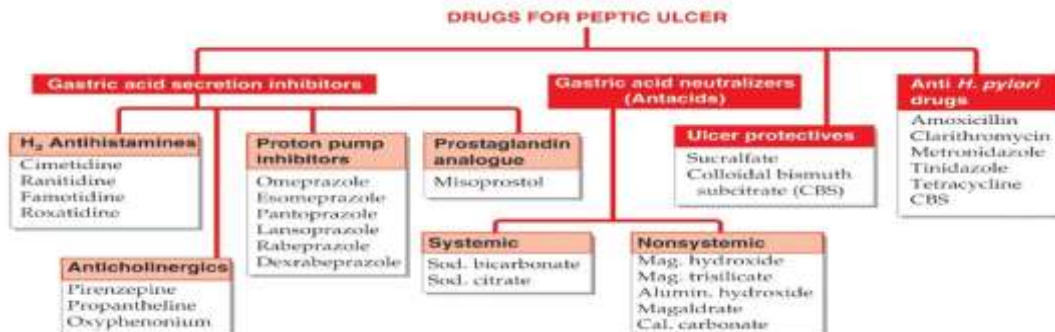 DRUGS FOR PEPTIC ULCER
Gastric acid secretion inhibitors
H₂ Antihistamines
Cimetidine
Ranitidine
Famotidine
Roxatidine
Anticholinergics
Pirenzepine
Propantheline
Oxyphenonium
Proton pump
inhibitors
Omeprazole
Esomeprazole
Pantoprazole
Lansoprazole
Rabeprazole
Dexrabeprazole
Prostaglandin
analogue
Misoprostol
Gastric acid neutralizers
(Antacids)
Systemic
Sod. bicarbonate
Sod. citrate
Nonsystemic
Mag. hydroxide
Mag. trisilicate
Alumin. hydroxide
Magaldrate
Cal. carbonate
Ulcer protectives
Sucralfate
Colloidal bismuth
subcitrate (CBS)
Anti H. pylori
drugs
Amoxicillin
Clarithromycin
Metronidazole
Tinidazole
Tetracycline
CBS